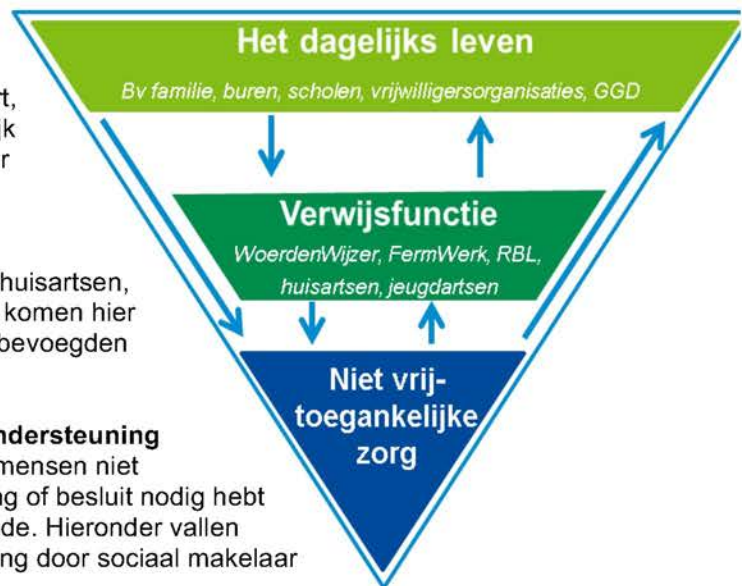 Het dagelijks leven
Bv familie, buren, scholen, vrijwilligersorganisaties, GGD
Verwijsfunctie
WoerdenWijzer, FermWerk, RBL,
huisartsen, jeugdartsen
Niet vrij-
toegankelijke
zorg
rt,
jk
r
huisartsen,
komen hier
bevoegden
ndersteuning
mensen niet
ng of besluit nodig hebt
de. Hieronder vallen
ng door sociaal makelaar